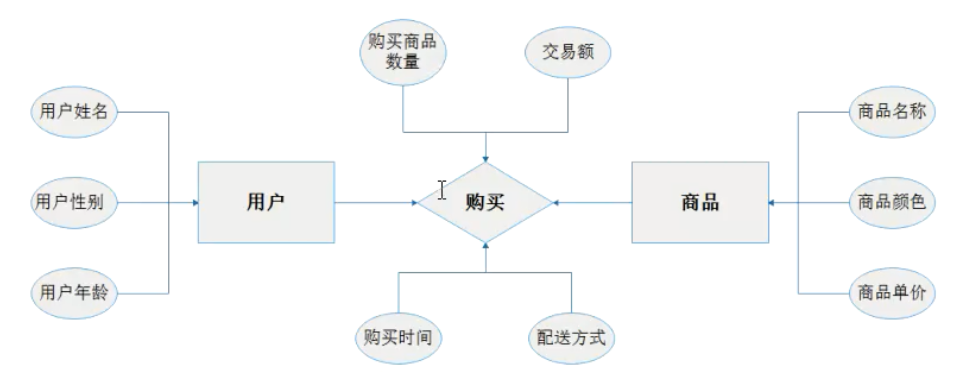 购买商品
数量
交易额
用户姓名
商品名称
用户性别
用户
购买
商品
商品颜色
用户年龄
商品单价
购买时间
配送方式